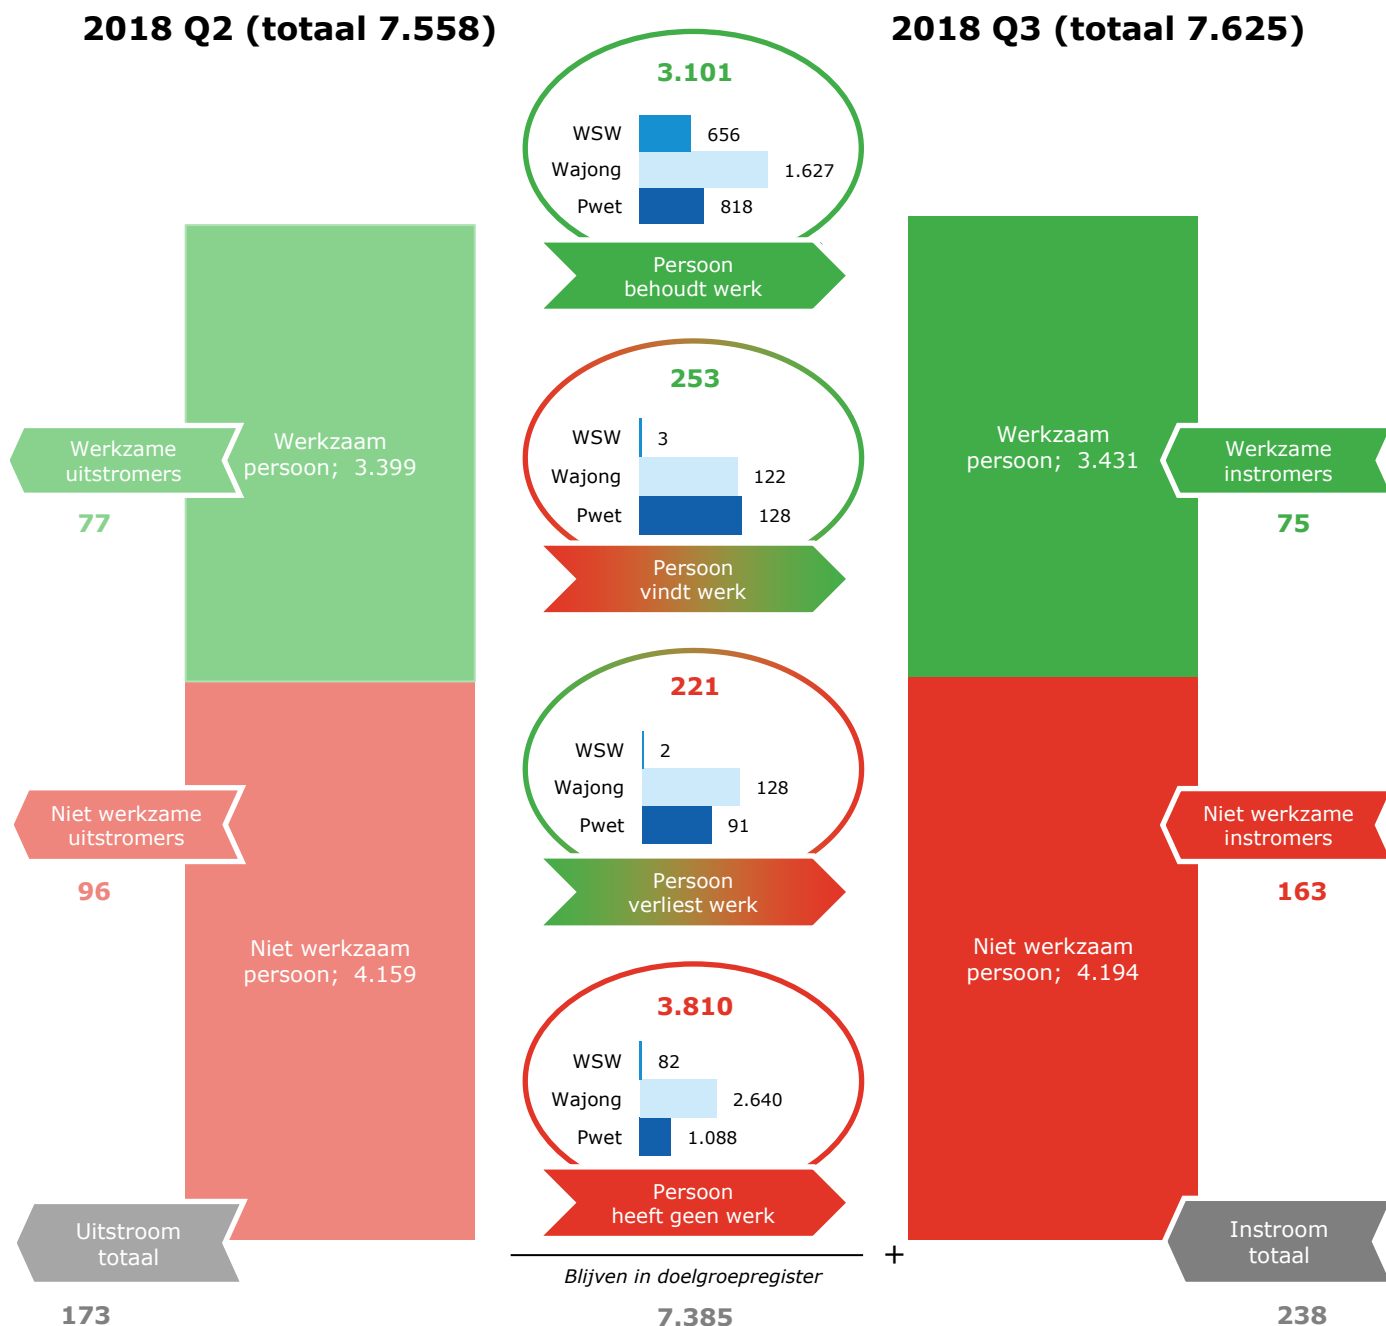 2018 Q2 (totaal 7.558)
2018 Q3 (totaal 7.625)
3.101
WSW 656
Wajong 1.627
Pwet 818
Persoon
behoudt werk
253
WSW 3
Wajong 122
Pwet 128
Persoon
vindt werk
Werkzame
uitstromers
77
Werkzaam
persoon; 3.399
Werkzaam
persoon; 3.431
Werkzame
instromers
75
221
WSW 2
Wajong 128
Pwet 91
Persoon
verliest werk
Niet werkzame
uitstromers
96
Niet werkzaam
persoon; 4.159
Niet werkzaam
persoon; 4.194
Niet werkzame
instromers
163
3.810
WSW 82
Wajong 2.640
Pwet 1.088
Persoon
heeft geen werk
Uitstroom
totaal
173
+
Blijven in doelgroepregister
7.385
Instroom
totaal
238